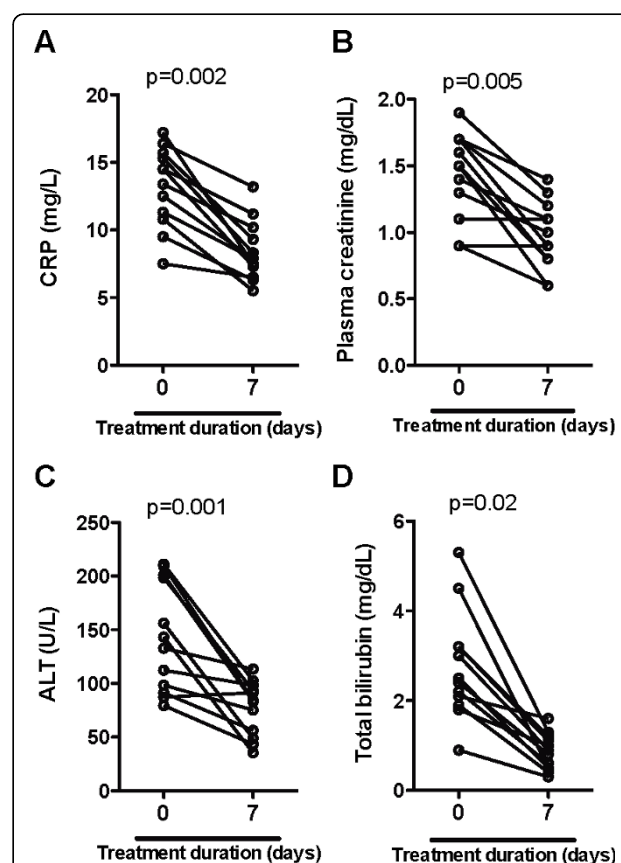 A
p=0.002
CRP (mg/L)
20
15
10
5
0
0 7
Treatment duration (days)
B
p=0.005
Plasma creatinine (mg/dL)
2.0
1.5
1.0
0.5
0.0
0 7
Treatment duration (days)
C
p=0.001
ALT (U/L)
250
200
150
100
50
0
0 7
Treatment duration (days)
D
p=0.02
Total bilirubin (mg/dL)
6
4
2
0
0 7
Treatment duration (days)